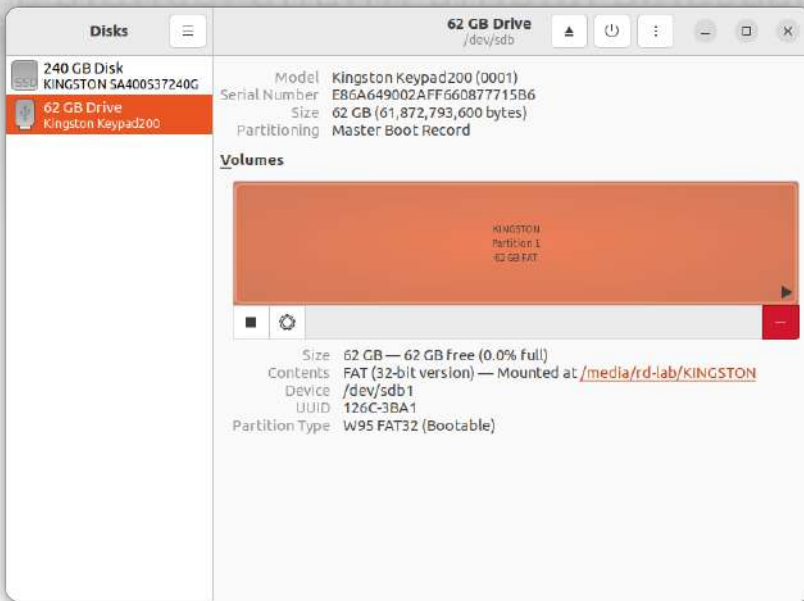 Disks
62 GB Drive
/dev/sdb
240 GB Disk
SSD KINGSTON SA400S37240G
62 GB Drive
Kingston Keypad200
Model Kingston Keypad200 (0001)
Serial Number E86A649002AFF660877715B6
Size 62 GB (61,872,793,600 bytes)
Partitioning Master Boot Record
Volumes
KINGSTON
Partition 1
62 GB FAT
Size 62 GB — 62 GB free (0.0% full)
Contents FAT (32-bit version) — Mounted at /media/rd-lab/KINGSTON
Device /dev/sdb1
UUID 126C-3BA1
Partition Type W95 FAT32 (Bootable)